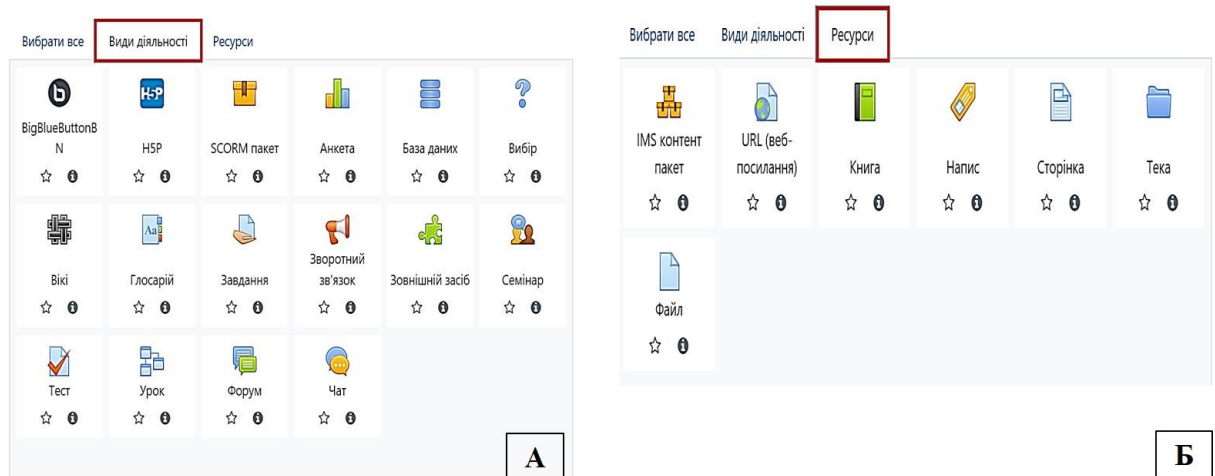 Вибрати все Види діяльності Ресурси
BigBlueButtonB
N
H5P
SCORM пакет
Анкета
База даних
Вибір
Вікі
Глосарій
Завдання
Зворотний
зв'язок
Зовнішній засіб
Семінар
Тест
Урок
Форум
Чат
А
Вибрати все Види діяльності Ресурси
IMS контент
пакет
URL (веб-
посилання)
Книга
Напис
Сторінка
Тека
Файл
Б